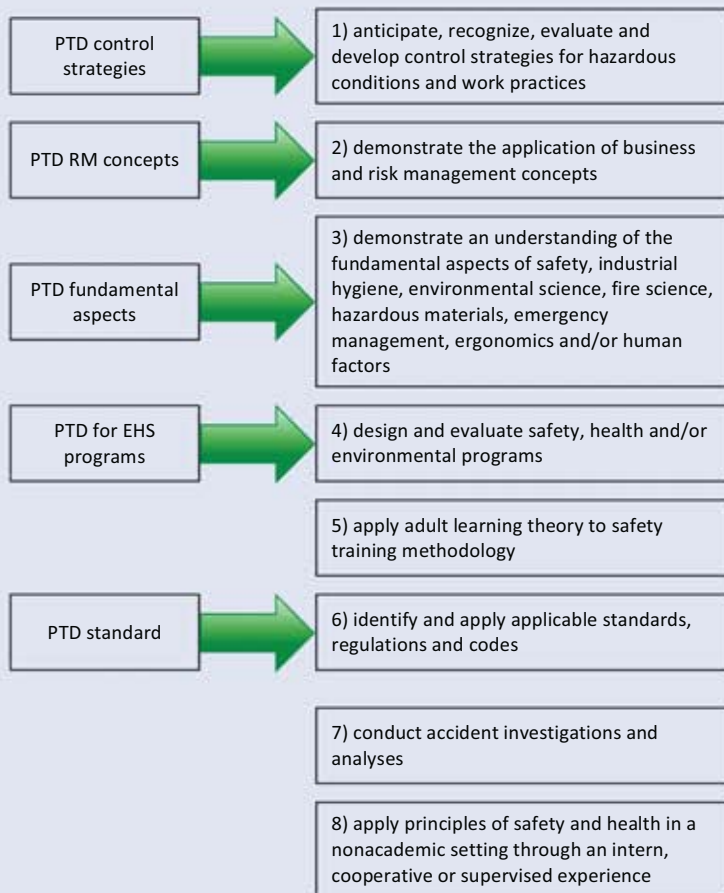 PTD control
strategies
1) anticipate, recognize, evaluate and
develop control strategies for hazardous
conditions and work practices
PTD RM concepts
2) demonstrate the application of business
and risk management concepts
PTD fundamental
aspects
3) demonstrate an understanding of the
fundamental aspects of safety, industrial
hygiene, environmental science, fire science,
hazardous materials, emergency
management, ergonomics and/or human
factors
PTD for EHS
programs
4) design and evaluate safety, health and/or
environmental programs
5) apply adult learning theory to safety
training methodology
PTD standard
6) identify and apply applicable standards,
regulations and codes
7) conduct accident investigations and
analyses
8) apply principles of safety and health in a
nonacademic setting through an intern,
cooperative or supervised experience